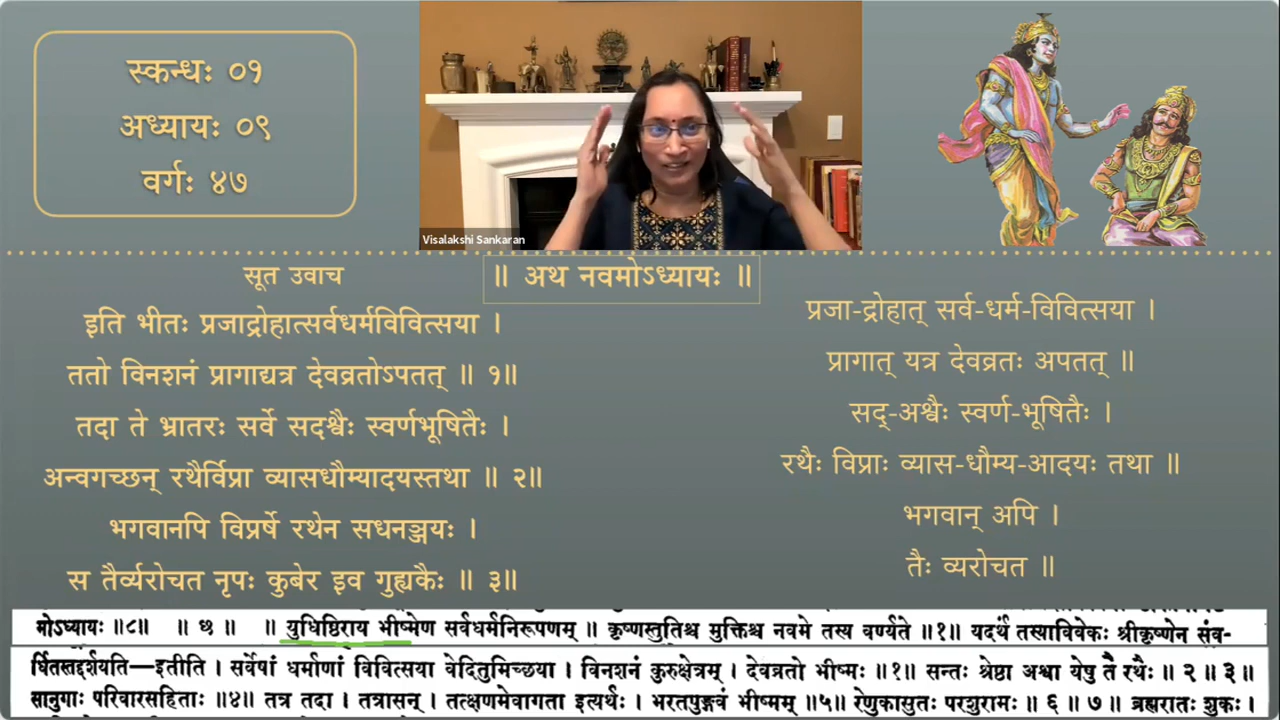 स्कन्धः ०१
अध्यायः ०९
वर्गः ४७
Visalakshi Sankaran
॥ अथ नवमोऽध्यायः ॥
सूत उवाच
इति भीतः प्रजाद्रोहात्सर्वधर्मविवित्सया ।
ततो विनशनं प्रागाद्यत्र देवव्रतोऽपतत् ॥ १॥
तदा ते भ्रातरः सर्वे सदश्वैः स्वर्णभूषितैः ।
अन्वगच्छन् रथैर्विप्रा व्यासधौम्यादयस्तथा ॥ २॥
भगवानपि विप्रर्षे रथेन सधनञ्जयः ।
स तैर्व्यरोचत नृपः कुबेर इव गुह्यकैः ॥ ३॥
प्रजा-द्रोहात् सर्व-धर्म-विवित्सया ।
प्रागात् यत्र देवव्रतः अपतत् ॥
सद्-अश्वैः स्वर्ण-भूषितैः ।
रथैः विप्राः व्यास-धौम्य-आदयः तथा ॥
भगवान् अपि ।
तैः व्यरोचत ॥
मोऽध्यायः ॥८॥ ॥ छ ॥ ॥ युधिष्ठिराय भीष्मेण सर्वधर्मनिरूपणम् ॥ कृष्णस्तुतिश्च मुक्तिश्च नवमे तस्य वर्ण्यते ॥१॥ यदर्थं तस्याविवेकः श्रीकृष्णेन संव-
र्धितस्तद्दर्शयति—इतीति । सर्वेषां धर्माणां विवित्सया वेदितुमिच्छया । विनशनं कुरुक्षेत्रम् । देवव्रतो भीष्मः ॥१॥ सन्तः श्रेष्ठा अश्वा येषु तै रथैः ॥ २ ॥ ३ ॥
सानुगाः परिवारसहिताः ॥४॥ तत्र तदा । तत्रासन् । तत्क्षणमेवागता इत्यर्थः । भरतपुङ्गवं भीष्मम् ॥५॥ रेणुकासुतः परशुरामः ॥ ६ ॥ ७ ॥ ब्रह्मरातः शुकः ।